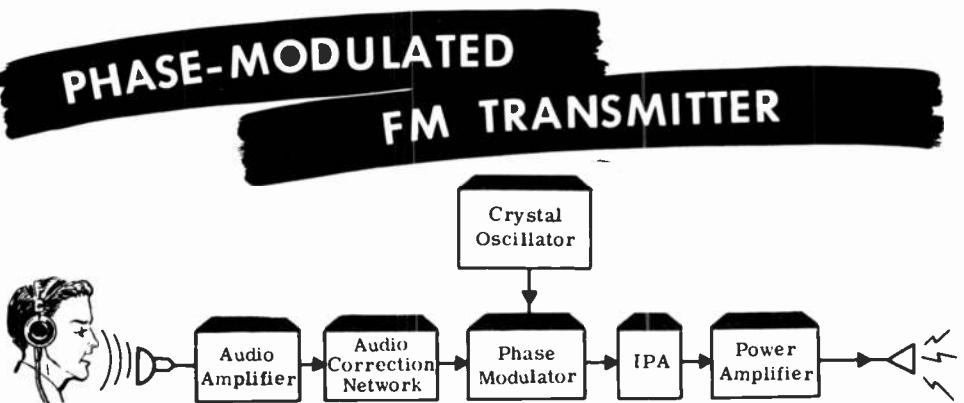 PHASE-MODULATED
FM TRANSMITTER
Crystal
Oscillator
Audio
Amplifier
Audio
Correction
Network
Phase
Modulator
IPA
Power
Amplifier